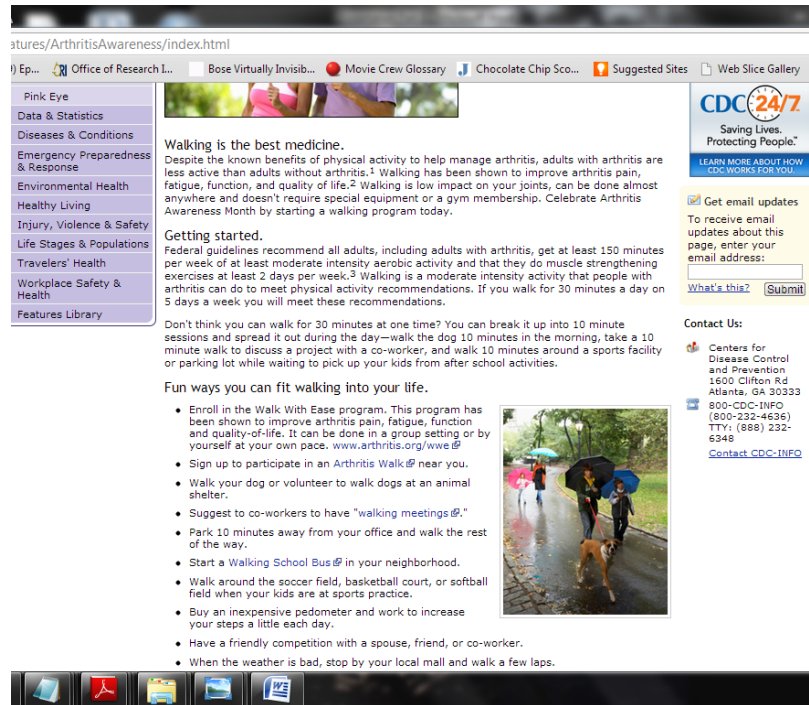 atures/ArthritisAwareness/index.html
) Ep... Office of Research I... Bose Virtually Invisib... Movie Crew Glossary Chocolate Chip Sco... Suggested Sites Web Slice Gallery
Pink Eye
Data & Statistics
Diseases & Conditions
Emergency Preparedness
& Response
Environmental Health
Healthy Living
Injury, Violence & Safety
Life Stages & Populations
Travelers' Health
Workplace Safety &
Health
Features Library
Walking is the best medicine.
Despite the known benefits of physical activity to help manage arthritis, adults with arthritis are
less active than adults without arthritis.1 Walking has been shown to improve arthritis pain,
fatigue, function, and quality of life.2 Walking is low impact on your joints, can be done almost
anywhere and doesn't require special equipment or a gym membership. Celebrate Arthritis
Awareness Month by starting a walking program today.
Getting started.
Federal guidelines recommend all adults, including adults with arthritis, get at least 150 minutes
per week of at least moderate intensity aerobic activity and that they do muscle strengthening
exercises at least 2 days per week.3 Walking is a moderate intensity activity that people with
arthritis can do to meet physical activity recommendations. If you walk for 30 minutes a day on
5 days a week you will meet these recommendations.
Don't think you can walk for 30 minutes at one time? You can break it up into 10 minute
sessions and spread it out during the day—walk the dog 10 minutes in the morning, take a 10
minute walk to discuss a project with a co-worker, and walk 10 minutes around a sports facility
or parking lot while waiting to pick up your kids from after school activities.
Fun ways you can fit walking into your life.
• Enroll in the Walk With Ease program. This program has
been shown to improve arthritis pain, fatigue, function
and quality-of-life. It can be done in a group setting or by
yourself at your own pace. www.arthritis.org/wwe
• Sign up to participate in an Arthritis Walk near you.
• Walk your dog or volunteer to walk dogs at an animal
shelter.
• Suggest to co-workers to have "walking meetings."
• Park 10 minutes away from your office and walk the rest
of the way.
• Start a Walking School Bus in your neighborhood.
• Walk around the soccer field, basketball court, or softball
field when your kids are at sports practice.
• Buy an inexpensive pedometer and work to increase
your steps a little each day.
• Have a friendly competition with a spouse, friend, or co-worker.
• When the weather is bad, stop by your local mall and walk a few laps.
CDC 24/7
Saving Lives.
Protecting People.™
LEARN MORE ABOUT HOW
CDC WORKS FOR YOU.
Get email updates
To receive email
updates about this
page, enter your
email address:
What's this? Submit
Contact Us:
Centers for
Disease Control
and Prevention
1600 Clifton Rd
Atlanta, GA 30333
800-CDC-INFO
(800-232-4636)
TTY: (888) 232-
6348
Contact CDC-INFO